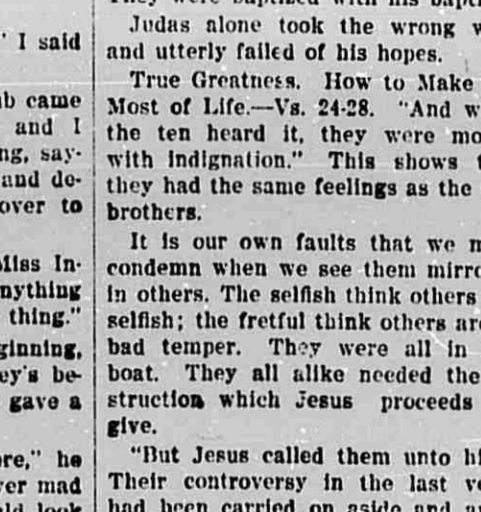 " I said
b came
and I
ng, say-
and de-
over to
Miss In-
nything
thing."
ginning,
ey's be-
gave a
re," he
ver mad
Judas alone took the wrong w
and utterly failed of his hopes.
True Greatness. How to Make
Most of Life.—Vs. 24-28. "And w
the ten heard it, they were mo
with indignation." This shows t
they had the same feelings as the
brothers.
It is our own faults that we m
condemn when we see them mirro
in others. The selfish think others
selfish; the fretful think others are
bad temper. They were all in
boat. They all alike needed the
struction which Jesus proceeds
give.
"But Jesus called them unto hi
Their controversy in the last ve
had been carried on aside and a